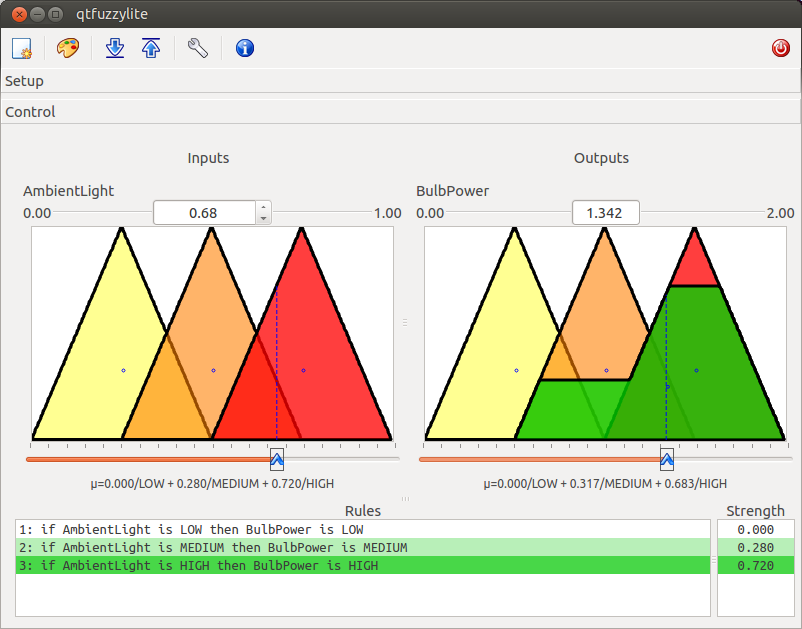 qtfuzzylite
Setup
Control
Inputs
Outputs
AmbientLight
BulbPower
0.00 0.68 1.00
0.00 1.342 2.00
μ=0.000/LOW + 0.280/MEDIUM + 0.720/HIGH
μ=0.000/LOW + 0.317/MEDIUM + 0.683/HIGH
Rules Strength
1: if AmbientLight is LOW then BulbPower is LOW 0.000
2: if AmbientLight is MEDIUM then BulbPower is MEDIUM 0.280
3: if AmbientLight is HIGH then BulbPower is HIGH 0.720